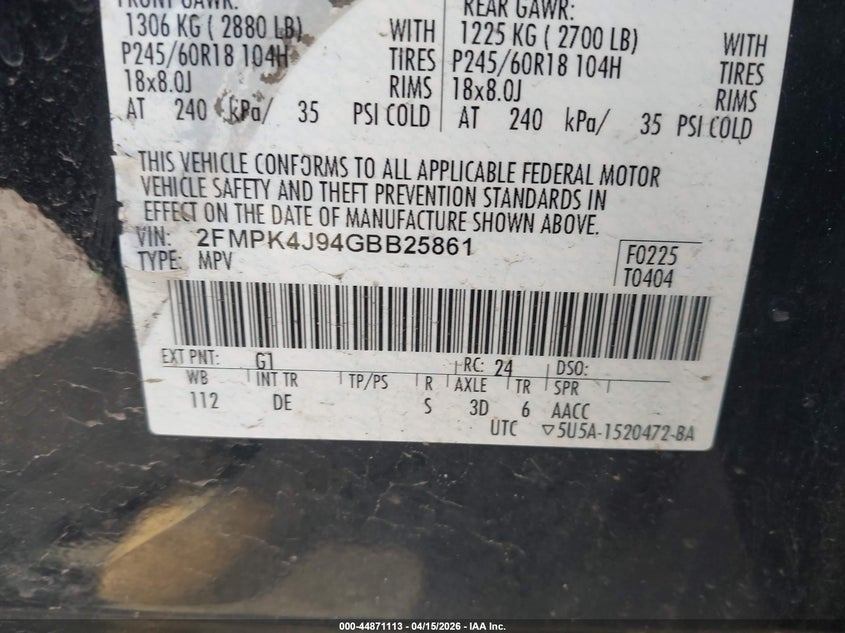 FRONT GAWR:
1306 KG ( 2880 LB) WITH
P245/60R18 104H TIRES
18x8.0J RIMS
AT 240 kPa/ 35 PSI COLD
REAR GAWR:
1225 KG ( 2700 LB) WITH
P245/60R18 104H TIRES
18x8.0J RIMS
AT 240 kPa/ 35 PSI COLD
THIS VEHICLE CONFORMS TO ALL APPLICABLE FEDERAL MOTOR
VEHICLE SAFETY AND THEFT PREVENTION STANDARDS IN
EFFECT ON THE DATE OF MANUFACTURE SHOWN ABOVE.
VIN: 2FMPK4J94GBB25861
TYPE: MPV
F0225
T0404
EXT PNT: G1 RC: 24 DSO:
WB INT TR TP/PS R AXLE TR SPR
112 DE S 3D 6 AACC
UTC ▽5U5A-1520472-BA
000-44871113 - 04/15/2026 - IAA Inc.